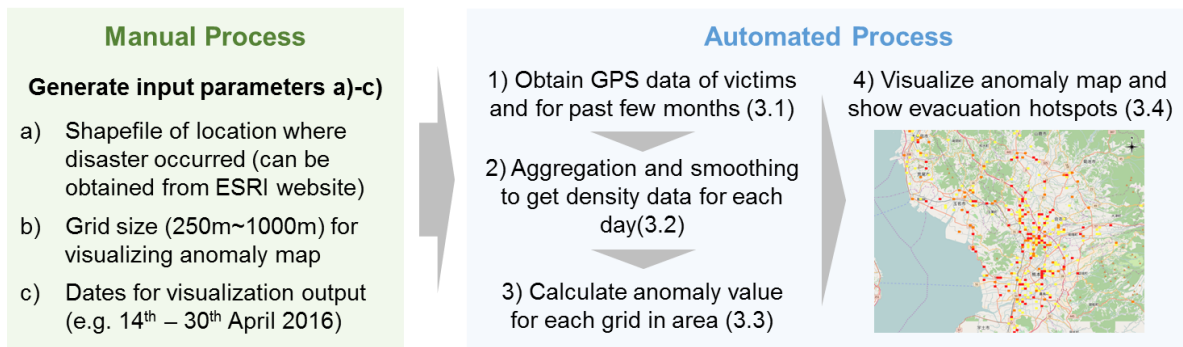 Manual Process
Generate input parameters a)-c)
a) Shapefile of location where
disaster occurred (can be
obtained from ESRI website)
b) Grid size (250m~1000m) for
visualizing anomaly map
c) Dates for visualization output
(e.g. 14th – 30th April 2016)
Automated Process
1) Obtain GPS data of victims
and for past few months (3.1)
2) Aggregation and smoothing
to get density data for each
day(3.2)
3) Calculate anomaly value
for each grid in area (3.3)
4) Visualize anomaly map and
show evacuation hotspots (3.4)